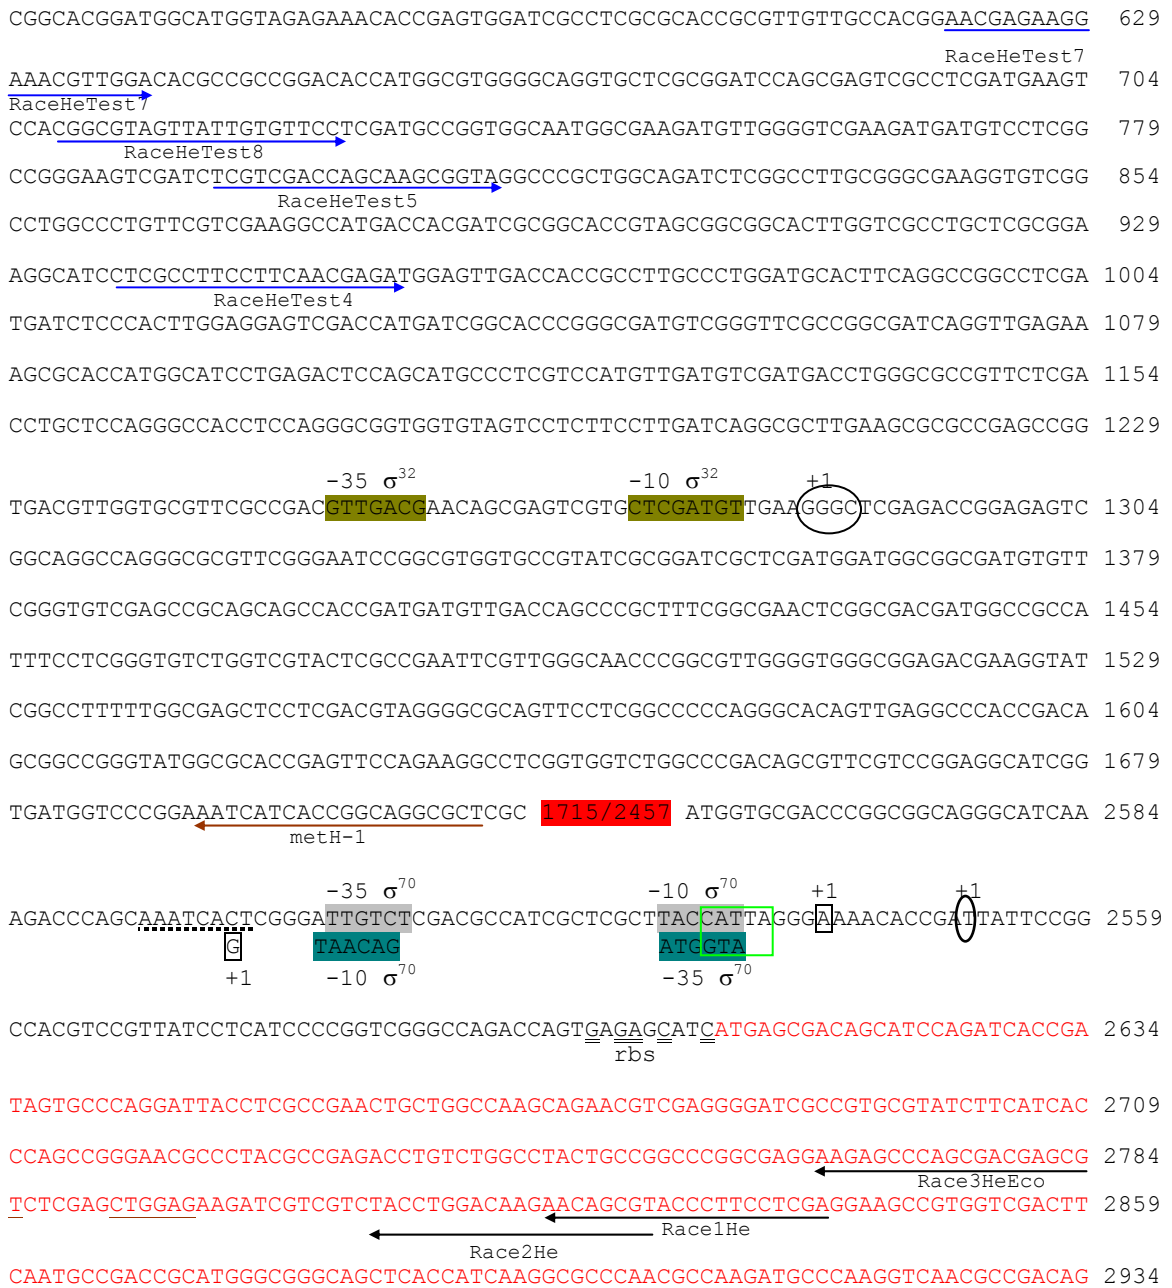 CGGCACGGATGGCATGGTAGAGAAACACCGAGTGGATCGCCTCGCGCACCGCGTTGTTGCCACGGAACGAGAAGG 629
RaceHeTest7
AAACGTTGGACACGCCGCCGGACACCATGGCGTGGGGCAGGTGCTCGCGGATCCAGCGAGTCGCCTCGATGAAGT 704
RaceHeTest7
CCACGGCGTAGTTATTGTGTTCCTCGATGCCGGTGGCAATGGCGAAGATGTTGGGGTCGAAGATGATGTCCTCGG 779
RaceHeTest8
CCGGGAAGTCGATCTCGTCGACCAGCAAGCGGTAGGCCCGCTGGCAGATCTCGGCCTTGCGGGCGAAGGTGTCGG 854
RaceHeTest5
CCTGGCCCTGTTCGTCGAAGGCCATGACCACGATCGCGGCACCGTAGCGGCGGCACTTGGTCGCCTGCTCGCGGA 929
AGGCATCCTCGCCTTCCTTCAACGAGATGGAGTTGACCACCGCCTTGCCCTGGATGCACTTCAGGCCGGCCTCGA 1004
RaceHeTest4
TGATCTCCCACTTGGAGGAGTCGACCATGATCGGCACCCGGGCGATGTCGGGTTCGCCGGCGATCAGGTTGAGAA 1079
AGCGCACCATGGCATCCTGAGACTCCAGCATGCCCTCGTCCATGTTGATGTCGATGACCTGGGCGCCGTTCTCGA 1154
CCTGCTCCAGGGCCACCTCCAGGGCGGTGGTGTAGTCCTCTTCCTTGATCAGGCGCTTGAAGCGCGCCGAGCCGG 1229
-35 σ32 -10 σ32 +1
TGACGTTGGTGCGTTCGCCGACGTTGACGAACAGCGAGTCGTGCTCGATGTTGAAGGGCTCGAGACCGGAGAGTC 1304
GGCAGGCCAGGGCGCGTTCGGGAATCCGGCGTGGTGCCGTATCGCGGATCGCTCGATGGATGGCGGCGATGTGTT 1379
CGGGTGTCGAGCCGCAGCAGCCACCGATGATGTTGACCAGCCCGCTTTCGGCGAACTCGGCGACGATGGCCGCCA 1454
TTTCCTCGGGTGTCTGGTCGTACTCGCCGAATTCGTTGGGCAACCCGGCGTTGGGGTGGGCGGAGACGAAGGTAT 1529
CGGCCTTTTTGGCGAGCTCCTCGACGTAGGGGCGCAGTTCCTCGGCCCCCAGGGCACAGTTGAGGCCCACCGACA 1604
GCGGCCGGGTATGGCGCACCGAGTTCCAGAAGGCCTCGGTGGTCTGGCCCGACAGCGTTCGTCCGGAGGCATCGG 1679
TGATGGTCCCGGAAATCATCACCGGCAGGCGCTCGC 1715/2457 ATGGTGCGACCCGGCGCAGGGCATCAA 2584
metH-1
-35 σ70 -10 σ70 +1 +1
AGACCCAGCAAATCACTCGGGATTGTCTCGACGCCATCGCTCGCTTACCATTAGGGAAAACACCGATTATTCCGG 2559
G TAACAG ATGGTA
+1 -10 σ70 -35 σ70
CCACGTCCGTTATCCTCATCCCCGGTCGGGCCAGACCAGTGAGAGCATCATGAGCGACAGCATCCAGATCACCGA 2634
rbs
TAGTGCCCAGGATTACCTCGCCGAACTGCTGGCCAAGCAGAACGTCGAGGGGATCGCCGTGCGTATCTTCATCAC 2709
CCAGCCGGGAACGCCCTACGCCGAGACCTGTCTGGCCTACTGCCGGCCCGGCGAGGAAGAGCCCAGCGACGAGCG 2784
Race3HeEco
TCTCGAGCTGGAGAAGATCGTCGTCTACCTGGACAAGAACAGCGTACCCTTCCTCGAGGAAGCCGTGGTCGACTT 2859
Race1He
Race2He
CAATGCCGACCGCATGGGCGGGCAGCTCACCATCAAGGCGCCCAACGCCAAGATGCCCAAGGTCAACGCCGACAG 2934